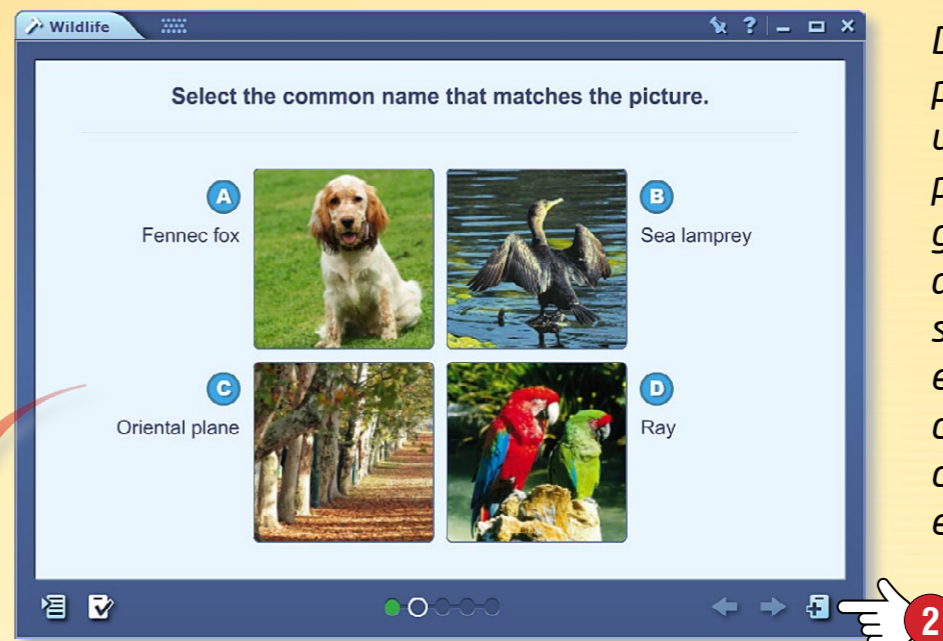 Wildlife
Select the common name that matches the picture.
A
Fennec fox
B
Sea lamprey
C
Oriental plane
D
Ray
2